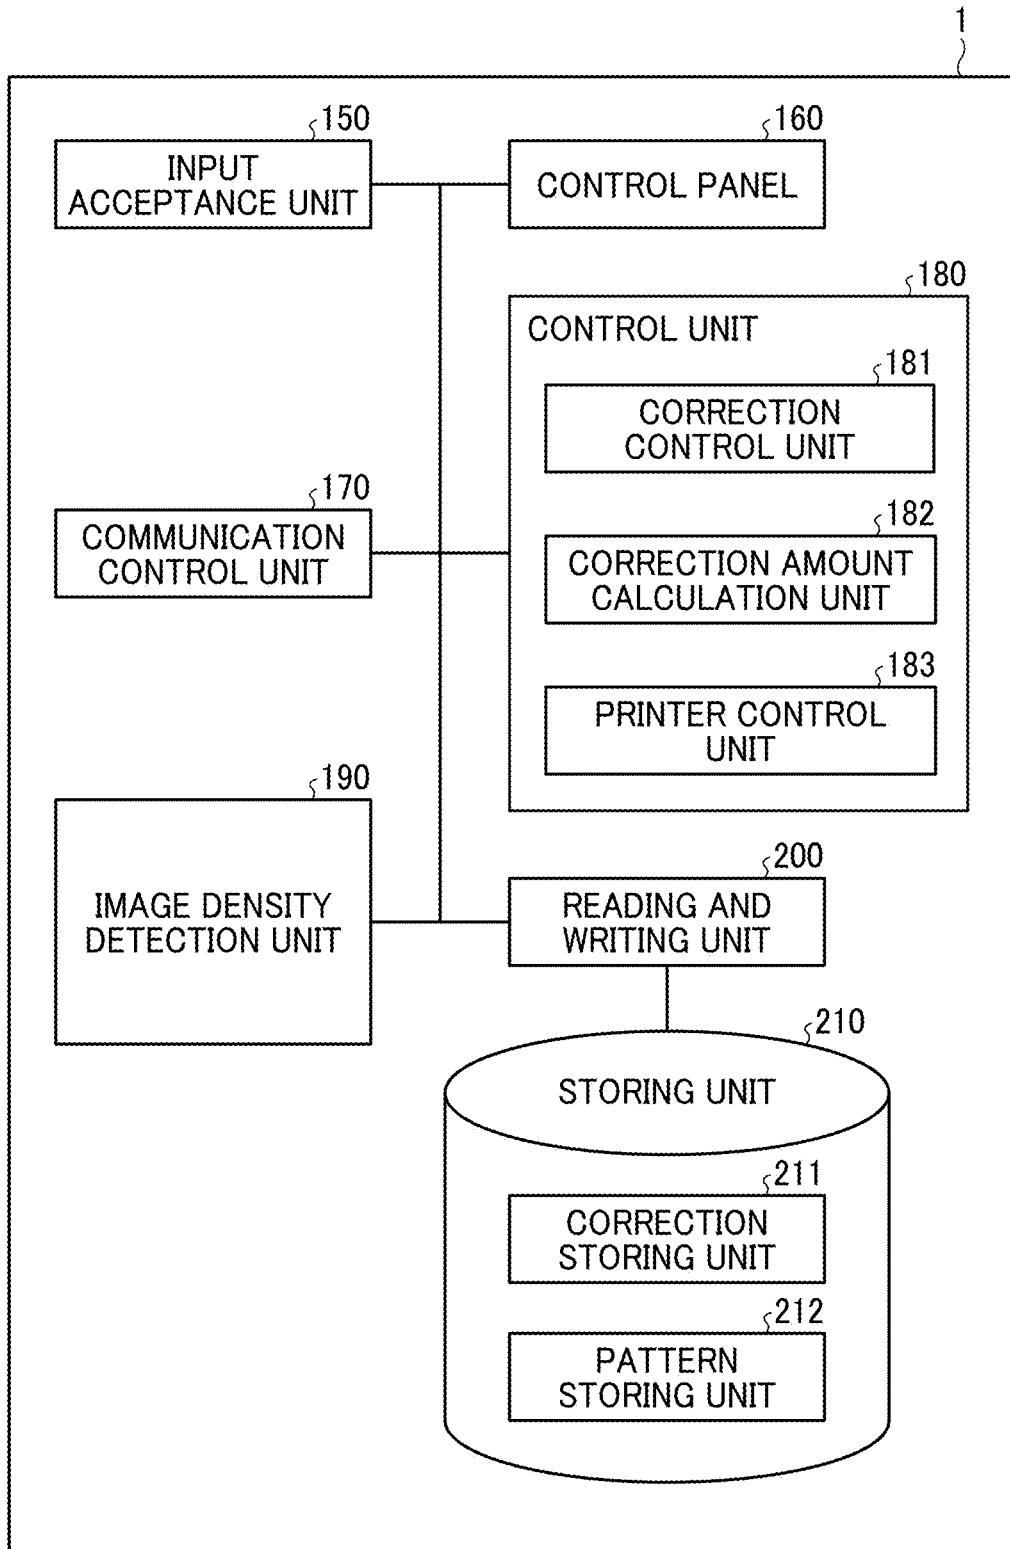 1
150
INPUT
ACCEPTANCE UNIT
160
CONTROL PANEL
180
CONTROL UNIT
181
CORRECTION
CONTROL UNIT
170
COMMUNICATION
CONTROL UNIT
182
CORRECTION AMOUNT
CALCULATION UNIT
183
PRINTER CONTROL
UNIT
190
IMAGE DENSITY
DETECTION UNIT
200
READING AND
WRITING UNIT
210
STORING UNIT
211
CORRECTION
STORING UNIT
212
PATTERN
STORING UNIT